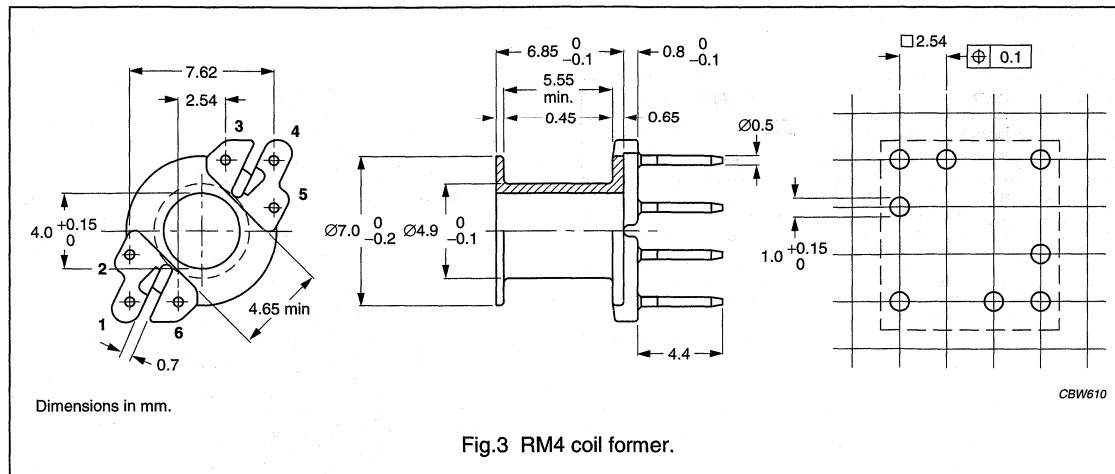 7.62
2.54
3
4
5
4.0 +0.15 0
2
1
6
4.65 min
0.7
6.85 0 -0.1
0.8 0 -0.1
5.55
min.
0.45
0.65
Ø0.5
Ø7.0 0 -0.2
Ø4.9 0 -0.1
4.4
□2.54
⌖ 0.1
1.0 +0.15 0
Dimensions in mm.
CBW610
Fig.3 RM4 coil former.